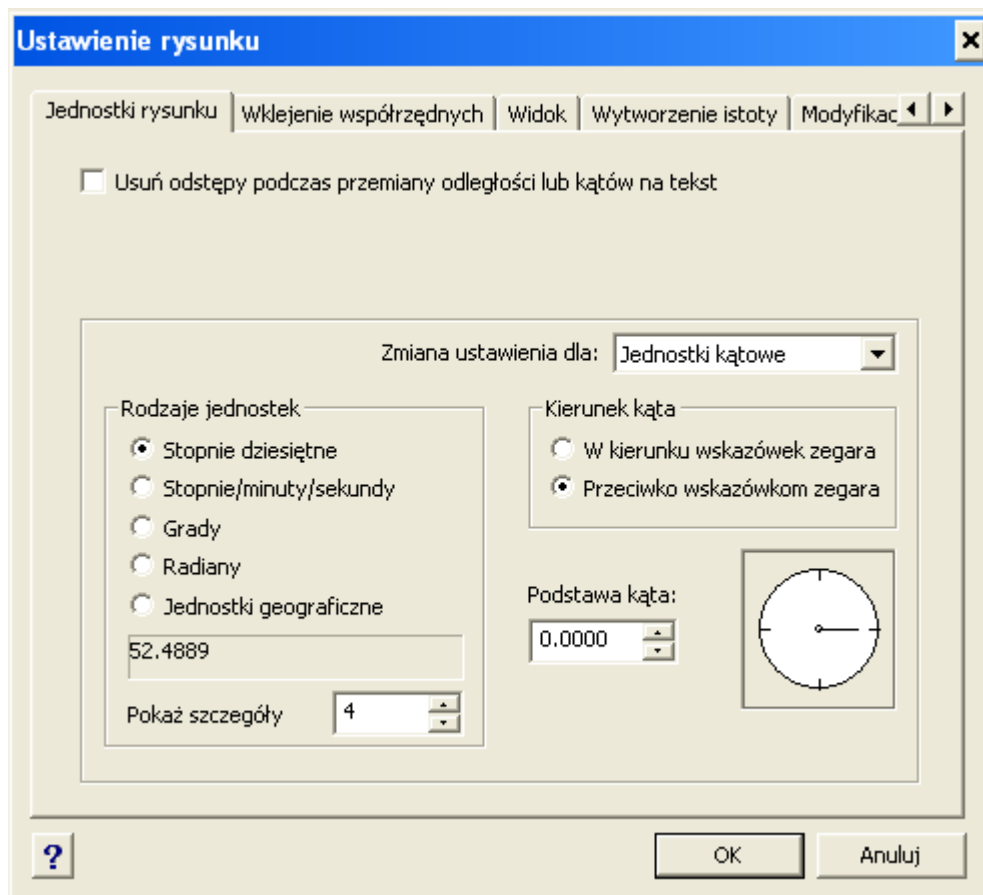 Ustawienie rysunku
Jednostki rysunku Wklejenie współrzędnych Widok Wytworzenie istoty Modyfikac
Usuń odstępy podczas przemiany odległości lub kątów na tekst
Zmiana ustawienia dla: Jednostki kątowe
Rodzaje jednostek
Stopnie dziesiętne
Stopnie/minuty/sekundy
Grady
Radiany
Jednostki geograficzne
52.4889
Pokaż szczegóły 4
Kierunek kąta
W kierunku wskazówek zegara
Przeciwko wskazówkom zegara
Podstawa kąta:
0.0000
? OK Anuluj